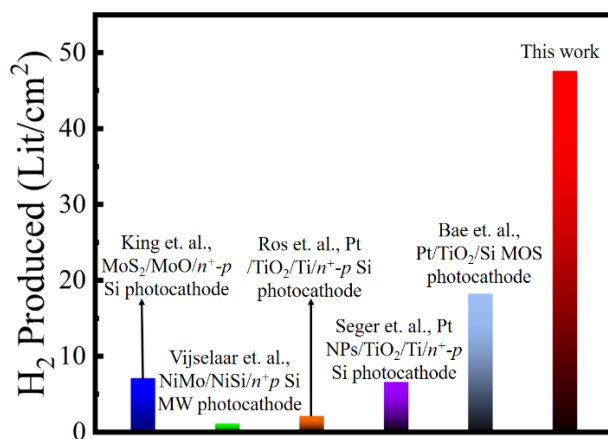 H₂ Produced (Lit/cm²)
50
40
30
20
10
0
This work
King et. al.,
MoS₂/MoO/n⁺-p
Si photocathode
Ros et. al., Pt
/TiO₂/Ti/n⁺-p Si
photocathode
Bae et. al.,
Pt/TiO₂/Si MOS
photocathode
Vijselaar et. al.,
NiMo/NiSi/n⁺p Si
MW photocathode
Seger et. al., Pt
NPs/TiO₂/Ti/n⁺-p
Si photocathode